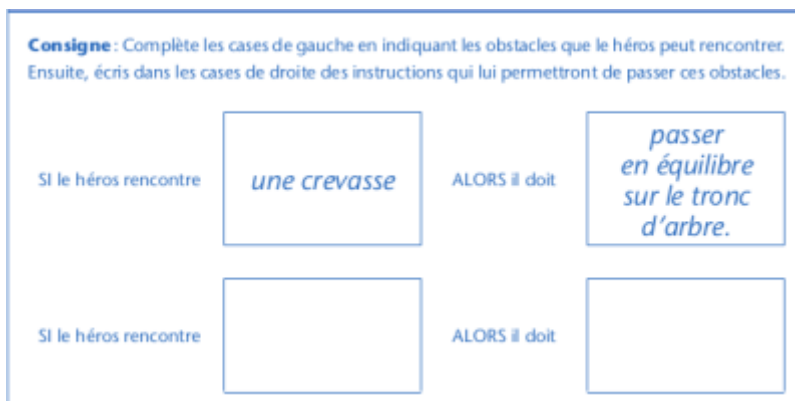 Consigne : Complète les cases de gauche en indiquant les obstacles que le héros peut rencontrer.
Ensuite, écris dans les cases de droite des instructions qui lui permettront de passer ces obstacles.
SI le héros rencontre
une crevasse
ALORS il doit
passer
en équilibre
sur le tronc
d'arbre.
SI le héros rencontre
ALORS il doit